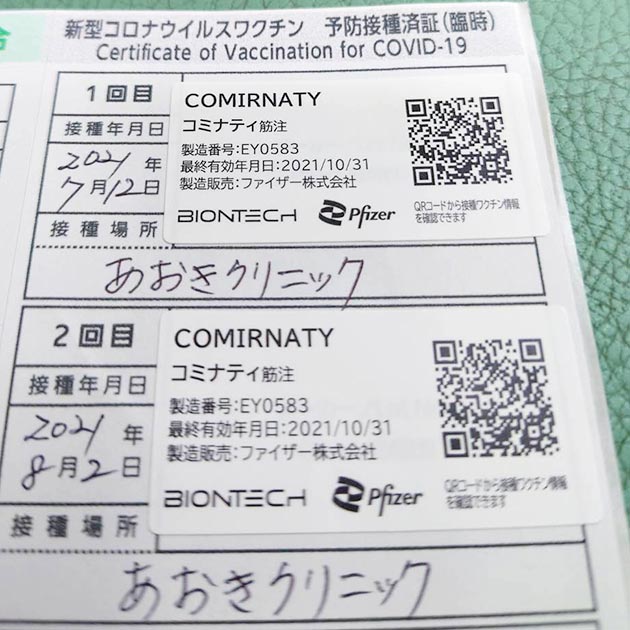 新型コロナウイルスワクチン 予防接種済証(臨時)
Certificate of Vaccination for COVID-19
1回目
接種年月日
2021年
7月12日
COMIRNATY
コミナティ筋注
製造番号:EY0583
最終有効年月日:2021/10/31
製造販売:ファイザー株式会社
BIONTECH Pfizer
QRコードから接種ワクチン情報
を確認できます
接種場所
あおきクリニック
2回目
接種年月日
2021年
8月2日
COMIRNATY
コミナティ筋注
製造番号:EY0583
最終有効年月日:2021/10/31
製造販売:ファイザー株式会社
BIONTECH Pfizer
QRコードから接種ワクチン情報
を確認できます
接種場所
あおきクリニック